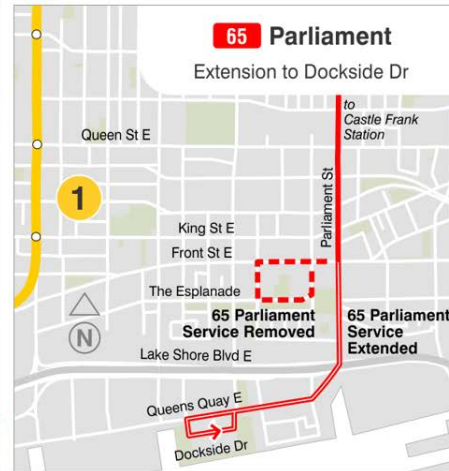 65 Parliament
Extension to Dockside Dr
to
Castle Frank
Station
Queen St E
Parliament St
1
King St E
Front St E
The Esplanade
65 Parliament
Service Removed
65 Parliament
Service
Extended
N
Lake Shore Blvd E
Queens Quay E
Dockside Dr